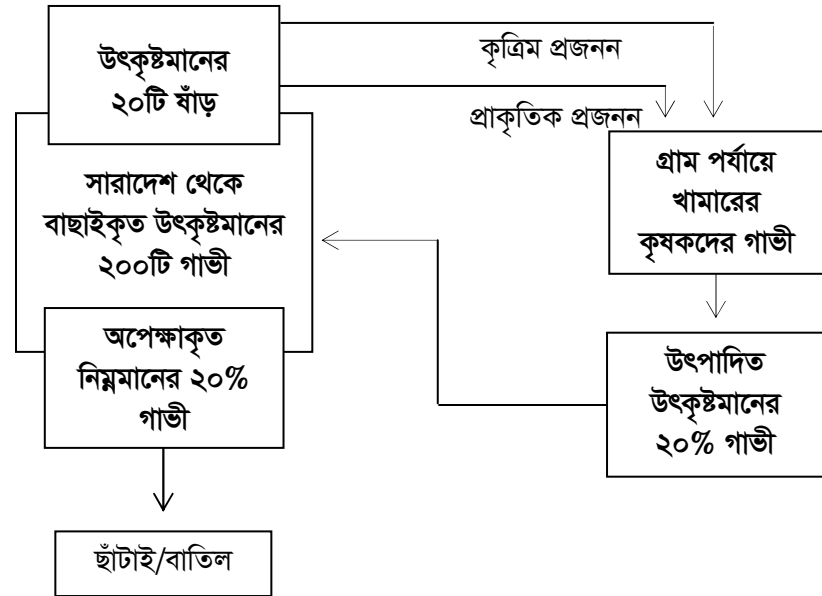 উৎকৃষ্টমানের
২০টি ষাঁড়
কৃত্রিম প্রজনন
প্রাকৃতিক প্রজনন
সারাদেশ থেকে
বাছাইকৃত উৎকৃষ্টমানের
২০০টি গাভী
গ্রাম পর্যায়ে
খামারের
কৃষকদের গাভী
অপেক্ষাকৃত
নিম্নমানের ২০%
গাভী
উৎপাদিত
উৎকৃষ্টমানের
২০% গাভী
ছাঁটাই/বাতিল